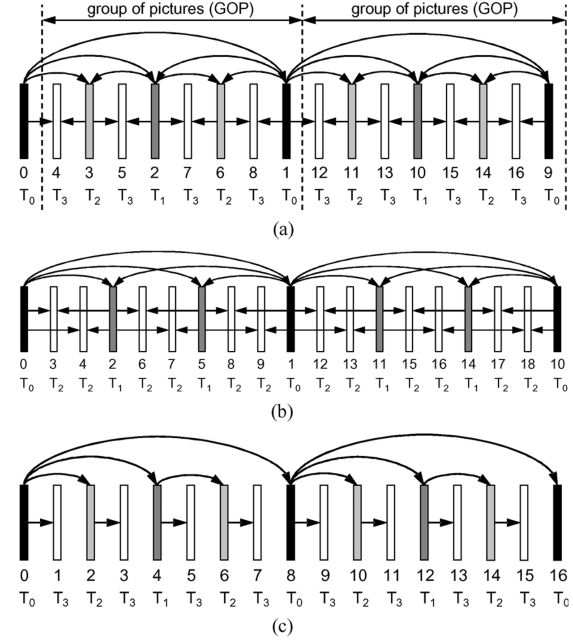 group of pictures (GOP) group of pictures (GOP)
0 4 3 5 2 7 6 8 1 12 11 13 10 15 14 16 9
T0 T3 T2 T3 T1 T3 T2 T3 T0 T3 T2 T3 T1 T3 T2 T3 T0
(a)
0 3 4 2 6 7 5 8 9 1 12 13 11 15 16 14 17 18 10
T0 T2 T2 T1 T2 T2 T1 T2 T2 T0 T2 T2 T1 T2 T2 T1 T2 T2 T0
(b)
0 1 2 3 4 5 6 7 8 9 10 11 12 13 14 15 16
T0 T3 T2 T3 T1 T3 T2 T3 T0 T3 T2 T3 T1 T3 T2 T3 T0
(c)